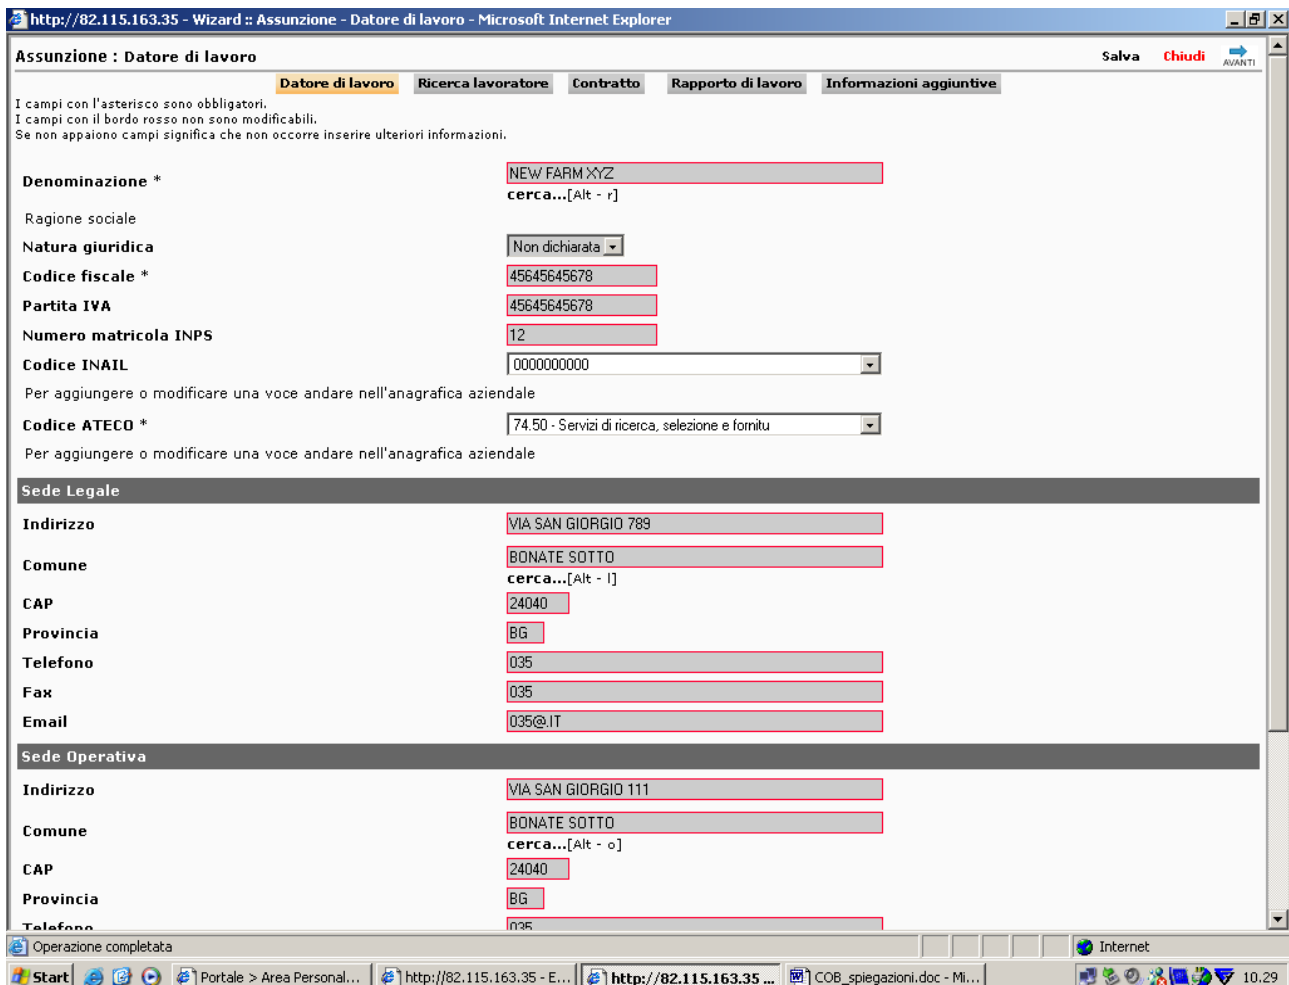 http://82.115.163.35 - Wizard :: Assunzione - Datore di lavoro - Microsoft Internet Explorer
Assunzione : Datore di lavoro
Salva Chiudi AVANTI
Datore di lavoro Ricerca lavoratore Contratto Rapporto di lavoro Informazioni aggiuntive
I campi con l'asterisco sono obbligatori.
I campi con il bordo rosso non sono modificabili.
Se non appaiono campi significa che non occorre inserire ulteriori informazioni.
Denominazione * NEW FARM XYZ
cerca...[Alt - r]
Ragione sociale
Natura giuridica Non dichiarata
Codice fiscale * 45645645678
Partita IVA 45645645678
Numero matricola INPS 12
Codice INAIL 0000000000
Per aggiungere o modificare una voce andare nell'anagrafica aziendale
Codice ATECO * 74.50 - Servizi di ricerca, selezione e fornitu
Per aggiungere o modificare una voce andare nell'anagrafica aziendale
Sede Legale
Indirizzo VIA SAN GIORGIO 789
Comune BONATE SOTTO
cerca...[Alt - l]
CAP 24040
Provincia BG
Telefono 035
Fax 035
Email 035@.IT
Sede Operativa
Indirizzo VIA SAN GIORGIO 111
Comune BONATE SOTTO
cerca...[Alt - o]
CAP 24040
Provincia BG
Telefono 035
Operazione completata Internet
Start Portale > Area Personal... http://82.115.163.35 - E... http://82.115.163.35 ... COB_spiegazioni.doc - Mi... 10.29